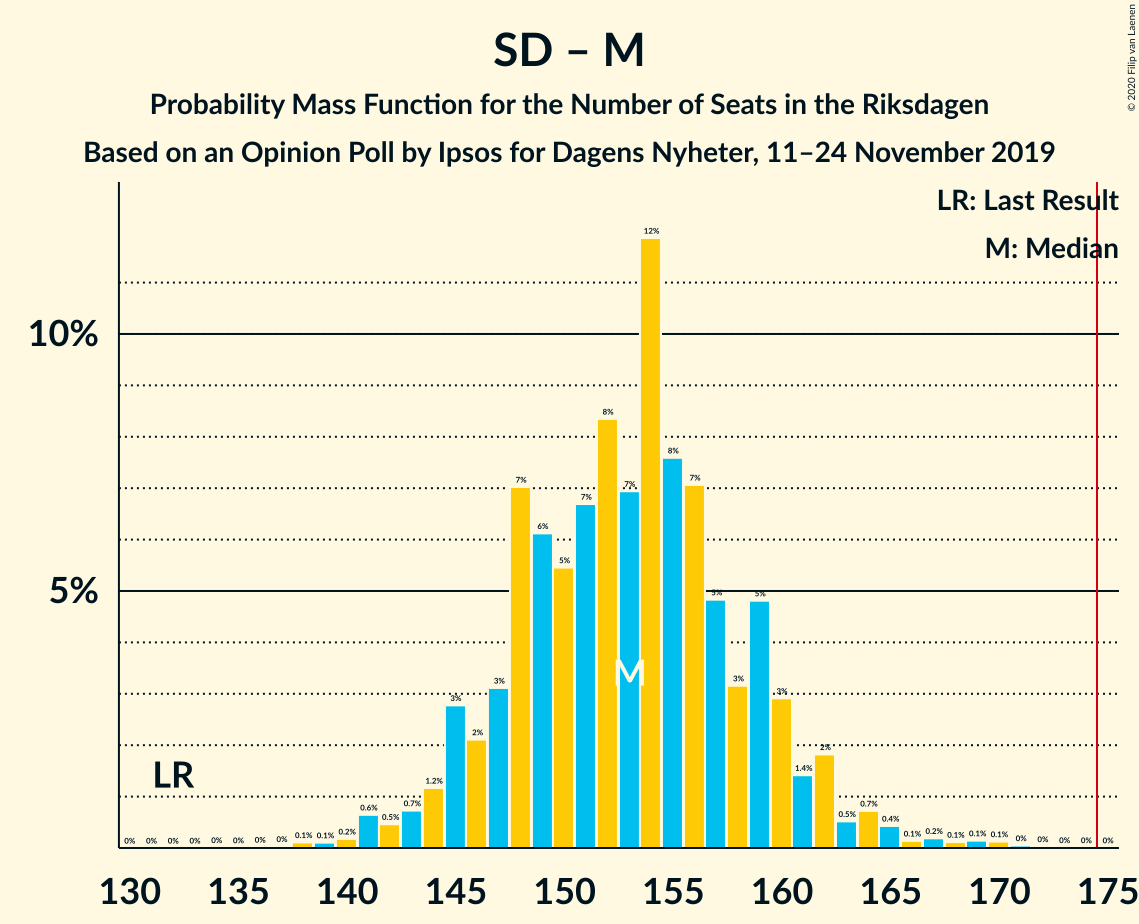 SD – M
Probability Mass Function for the Number of Seats in the Riksdagen
Based on an Opinion Poll by Ipsos for Dagens Nyheter, 11–24 November 2019
© 2020 Filip van Laenen
LR: Last Result
M: Median
10%
5%
LR
M
0% 0% 0% 0% 0% 0% 0% 0% 0.1% 0.1% 0.2% 0.6% 0.5% 0.7% 1.2% 3% 2% 3% 7% 6% 5% 7% 8% 7% 12% 8% 7% 5% 3% 5% 3% 1.4% 2% 0.5% 0.7% 0.4% 0.1% 0.2% 0.1% 0.1% 0.1% 0% 0% 0% 0% 0%
130 135 140 145 150 155 160 165 170 175